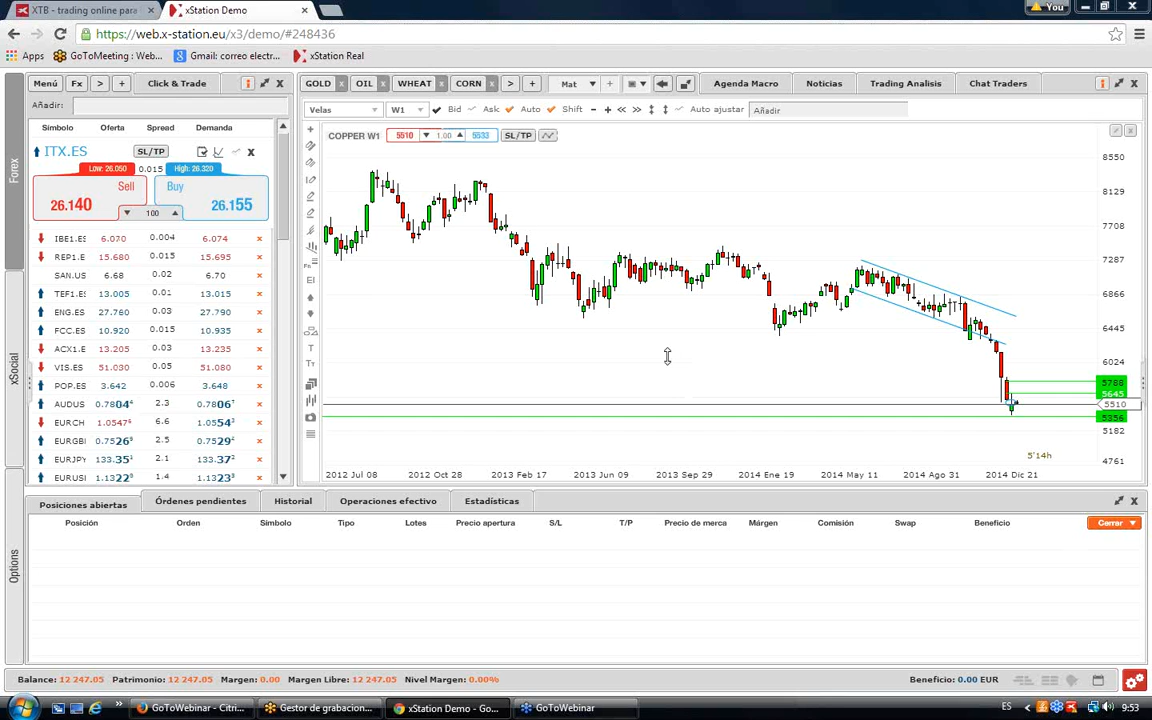 XTB - trading online para
xStation Demo
You
https://web.x-station.eu/x3/demo/#248436
Apps GoToMeeting : Web... Gmail: correo electr... xStation Real
Menú Fx > + Click & Trade
GOLD OIL WHEAT CORN > + Mat Agenda Macro Noticias Trading Analisis Chat Traders
Añadir:
Velas W1 Bid Ask Auto Shift Auto ajustar Añadir
Símbolo Oferta Spread Demanda
COPPER W1 5510 1.00 5533 SL/TP
ITX.ES SL/TP
Low: 26.050 0.015 High: 26.320
Sell Buy
26.140 26.155
100
IBE1.ES 6.070 0.004 6.074
REP1.ES 15.680 0.015 15.695
SAN.US 6.68 0.02 6.70
TEF1.ES 13.005 0.01 13.015
ENG.ES 27.760 0.03 27.790
FCC.ES 10.920 0.015 10.935
ACX1.ES 13.205 0.03 13.235
VIS.ES 51.030 0.05 51.080
POP.ES 3.642 0.006 3.648
AUDUS 0.7804 2.3 0.7806
EURCH 1.0547 6.6 1.0554
EURGB 0.7526 2.5 0.7529
EURJPY 133.35 2.1 133.37
EURUS 1.1322 1.4 1.1323
Forex
xSocial
Options
8550
8129
7708
7287
6866
6445
6024
5788
5645
5510
5356
5182
4761
5'14h
2012 Jul 08 2012 Oct 28 2013 Feb 17 2013 Jun 09 2013 Sep 29 2014 Ene 19 2014 May 11 2014 Ago 31 2014 Dic 21
Posiciones abiertas Órdenes pendientes Historial Operaciones efectivo Estadísticas
Posición Orden Símbolo Tipo Lotes Precio apertura S/L T/P Precio de merca Márgen Comisión Swap Beneficio Cerrar
Balance: 12 247.05 Patrimonio: 12 247.05 Margen: 0.00 Margen Libre: 12 247.05 Nivel Margen: 0.00% Beneficio: 0.00 EUR
GoToWebinar - Citri... Gestor de grabacion... xStation Demo - Go... GoToWebinar ES 9:53